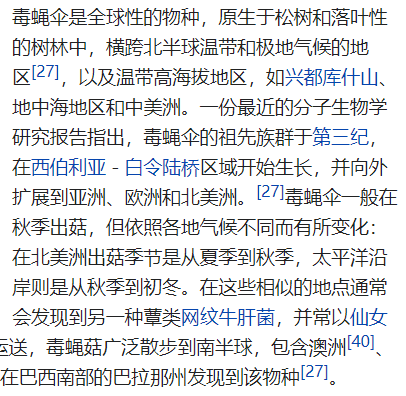 毒蝇伞是全球性的物种，原生于松树和落叶性
的树林中，横跨北半球温带和极地气候的地
区[27]，以及温带高海拔地区，如兴都库什山、
地中海地区和中美洲。一份最近的分子生物学
研究报告指出，毒蝇伞的祖先族群于第三纪，
在西伯利亚－白令陆桥区域开始生长，并向外
扩展到亚洲、欧洲和北美洲。[27]毒蝇伞一般在
秋季出菇，但依照各地气候不同而有所变化：
在北美洲出菇季节是从夏季到秋季，太平洋沿
岸则是从秋季到初冬。在这些相似的地点通常
会发现到另一种蕈类网纹牛肝菌，并常以仙女
运送，毒蝇菇广泛散步到南半球，包含澳洲[40]、
在巴西南部的巴拉那州发现到该物种[27]。